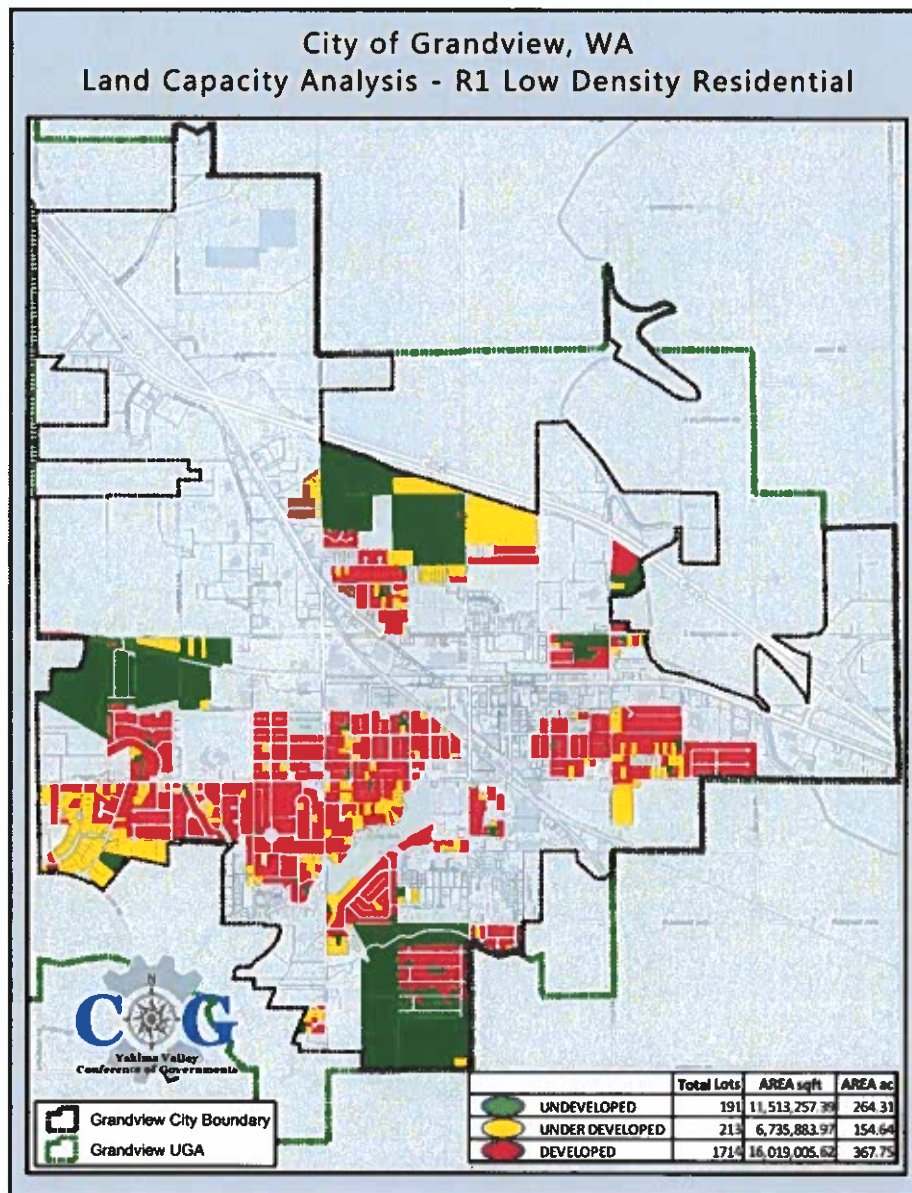 City of Grandview, WA
Land Capacity Analysis - R1 Low Density Residential
N
COG
Yakima Valley
Conference of Governments
Grandview City Boundary
Grandview UGA
Total Lots AREA sqft AREA ac
UNDEVELOPED 191 11,513,257.39 264.31
UNDER DEVELOPED 213 6,735,883.97 154.64
DEVELOPED 1714 16,019,005.62 367.75